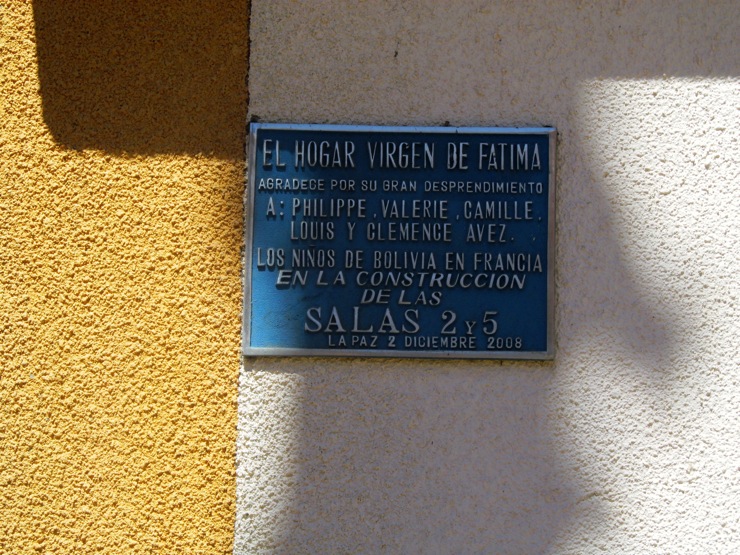 EL HOGAR VIRGEN DE FATIMA
AGRADECE POR SU GRAN DESPRENDIMIENTO
A: PHILIPPE, VALERIE, CAMILLE,
LOUIS Y CLEMENCE AVEZ.
LOS NIÑOS DE BOLIVIA EN FRANCIA
EN LA CONSTRUCCION
DE LAS
SALAS 2 Y 5
LA PAZ 2 DICIEMBRE 2008